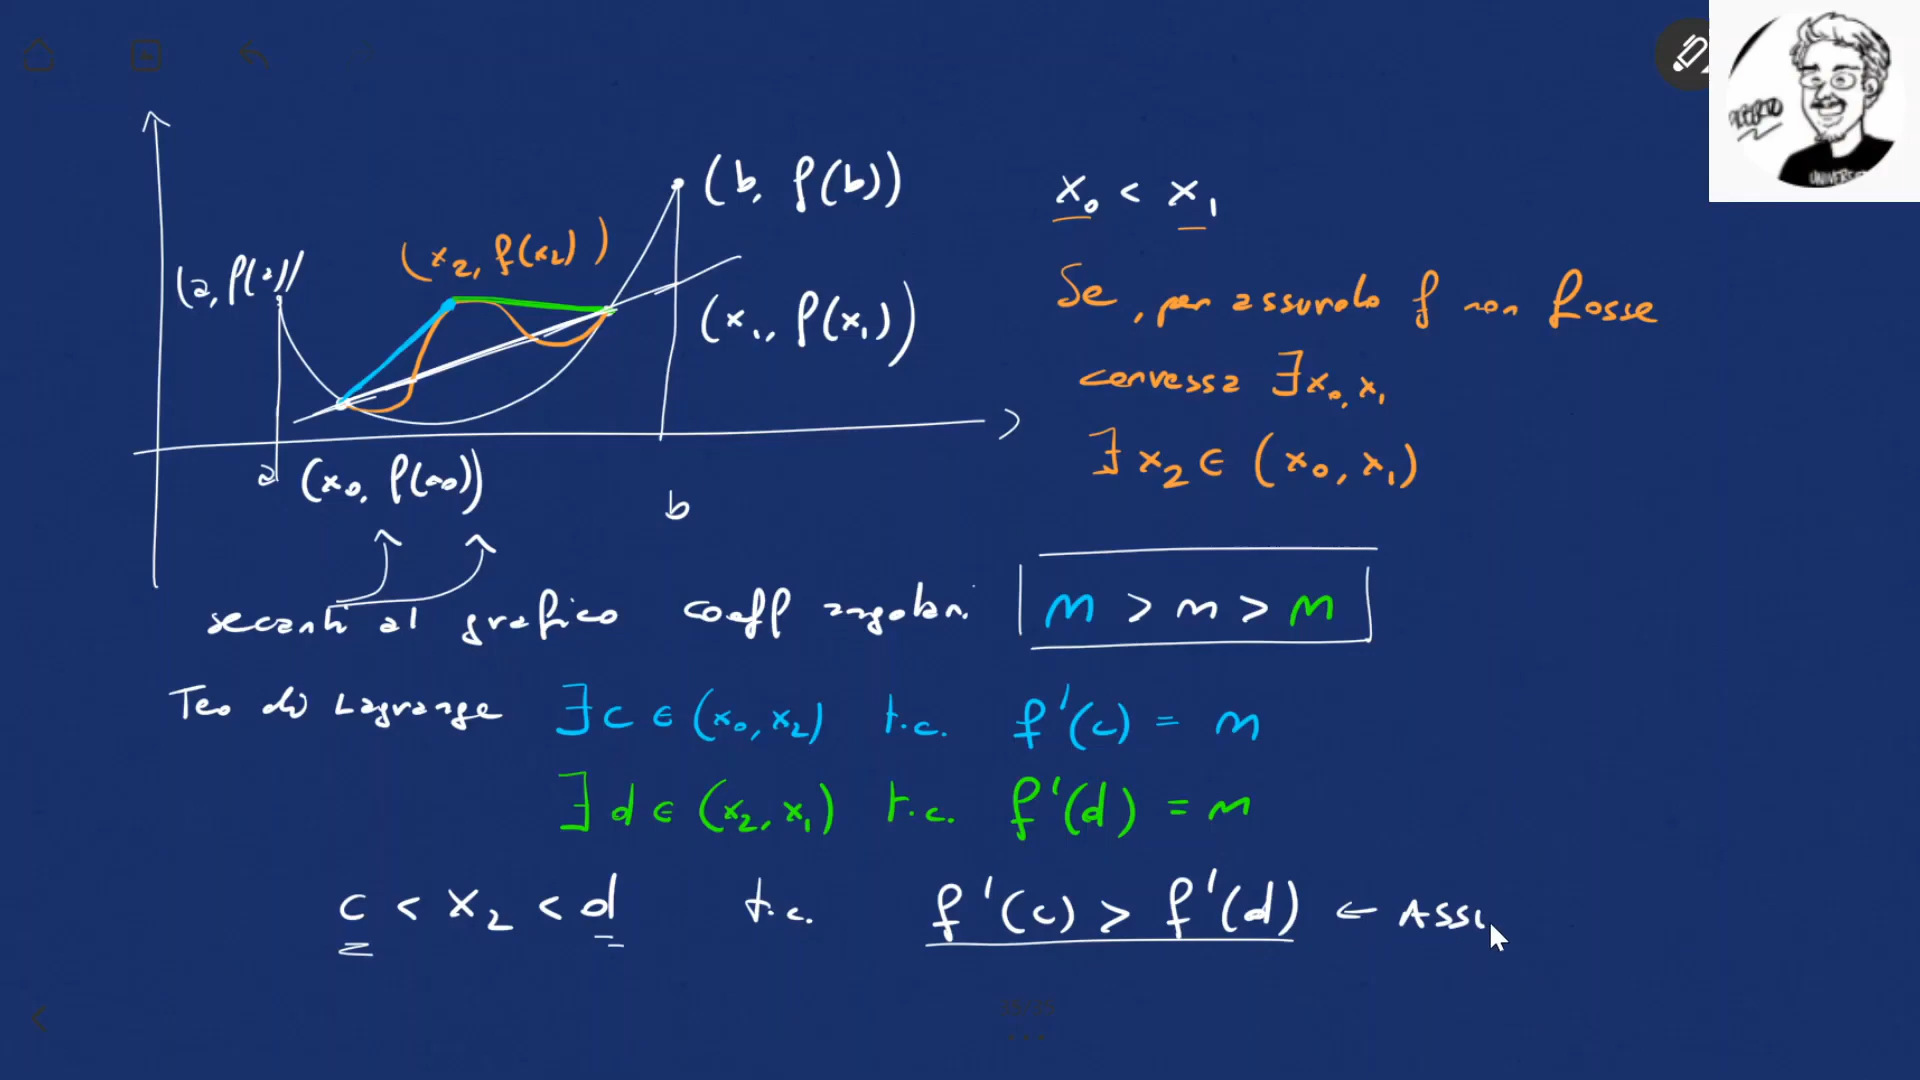 (b, f(b))
x₀ < x₁
(a, f(a))
(x₂, f(x₂))
Se, per assurdo f non fosse
(x₁, f(x₁))
convessa ∃x₀, x₁
∃ x₂ ∈ (x₀, x₁)
a (x₀, f(x₀)) b
secanti al grafico coeff angolari m > m > m
Teo di Lagrange ∃ c ∈ (x₀, x₂) t.c. f'(c) = m
∃ d ∈ (x₂, x₁) t.c. f'(d) = m
c < x₂ < d t.c. f'(c) > f'(d) ← ASSU